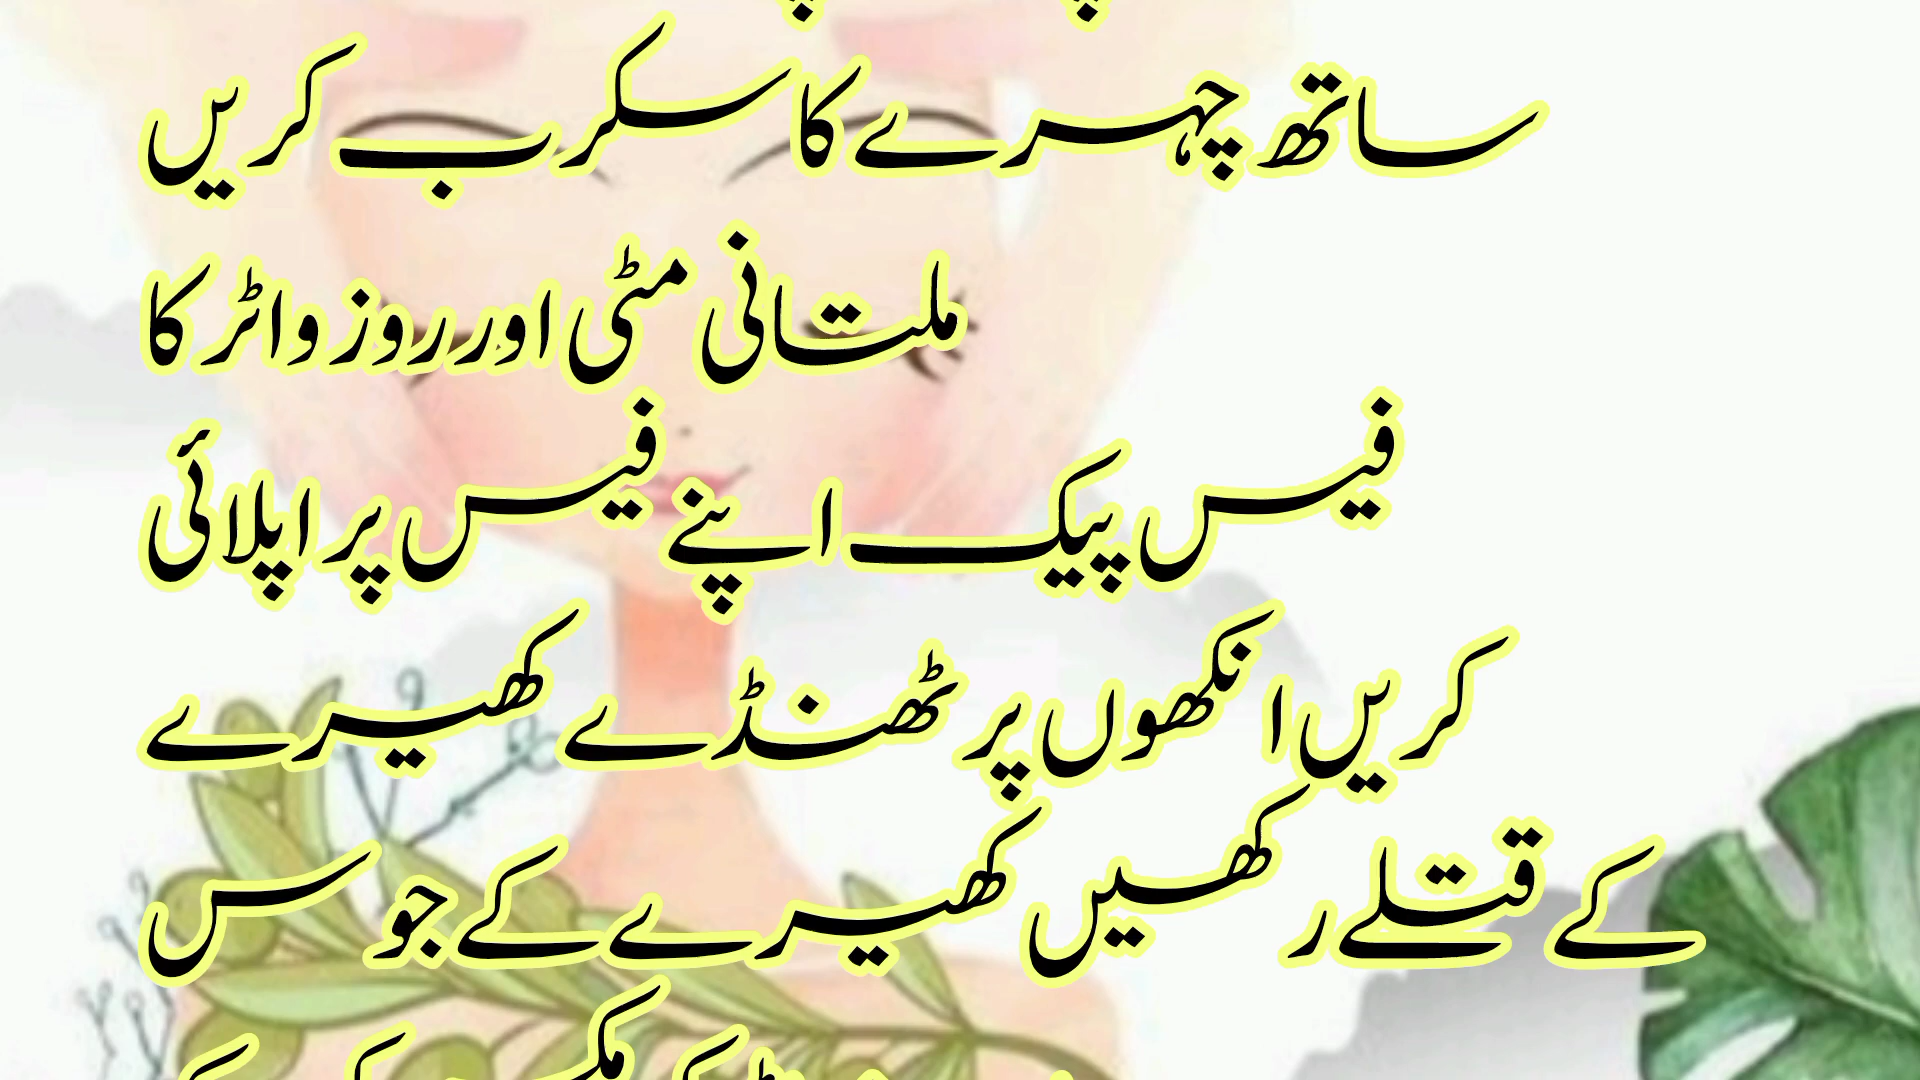 ساتھ چہرے کا سکرب کریں
ملتانی مٹی اور روز واٹر کا
فیس پیک اپنے فیس پر اپلائی
کریں انکھوں پر ٹھنڈے کھیرے
کے قتلے رکھیں کھیرے کے جوس